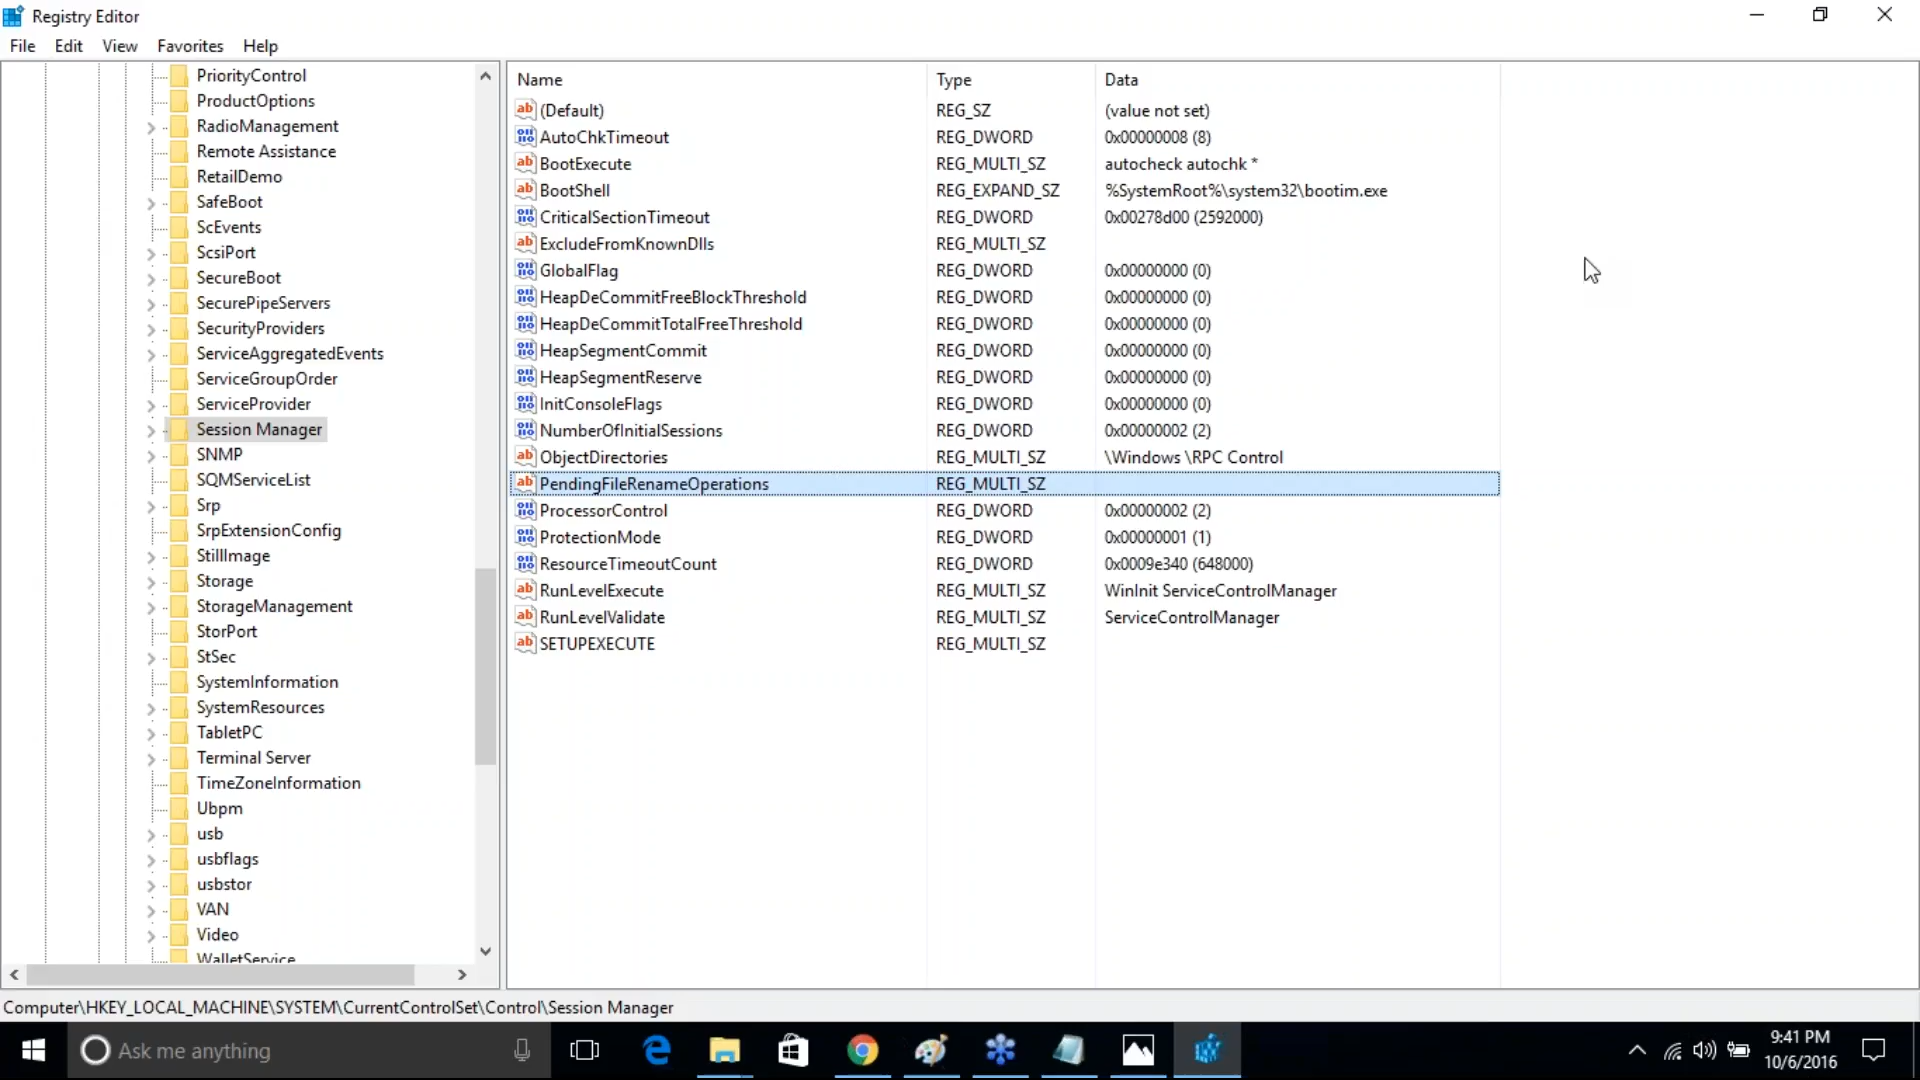 Registry Editor
File Edit View Favorites Help
PriorityControl
ProductOptions
RadioManagement
Remote Assistance
RetailDemo
SafeBoot
ScEvents
ScsiPort
SecureBoot
SecurePipeServers
SecurityProviders
ServiceAggregatedEvents
ServiceGroupOrder
ServiceProvider
Session Manager
SNMP
SQMServiceList
Srp
SrpExtensionConfig
StillImage
Storage
StorageManagement
StorPort
StSec
SystemInformation
SystemResources
TabletPC
Terminal Server
TimeZoneInformation
Ubpm
usb
usbflags
usbstor
VAN
Video
WalletService
Name Type Data
(Default) REG_SZ (value not set)
AutoChkTimeout REG_DWORD 0x00000008 (8)
BootExecute REG_MULTI_SZ autocheck autochk *
BootShell REG_EXPAND_SZ %SystemRoot%\system32\bootim.exe
CriticalSectionTimeout REG_DWORD 0x00278d00 (2592000)
ExcludeFromKnownDlls REG_MULTI_SZ
GlobalFlag REG_DWORD 0x00000000 (0)
HeapDeCommitFreeBlockThreshold REG_DWORD 0x00000000 (0)
HeapDeCommitTotalFreeThreshold REG_DWORD 0x00000000 (0)
HeapSegmentCommit REG_DWORD 0x00000000 (0)
HeapSegmentReserve REG_DWORD 0x00000000 (0)
InitConsoleFlags REG_DWORD 0x00000000 (0)
NumberOfInitialSessions REG_DWORD 0x00000002 (2)
ObjectDirectories REG_MULTI_SZ \Windows \RPC Control
PendingFileRenameOperations REG_MULTI_SZ
ProcessorControl REG_DWORD 0x00000002 (2)
ProtectionMode REG_DWORD 0x00000001 (1)
ResourceTimeoutCount REG_DWORD 0x0009e340 (648000)
RunLevelExecute REG_MULTI_SZ WinInit ServiceControlManager
RunLevelValidate REG_MULTI_SZ ServiceControlManager
SETUPEXECUTE REG_MULTI_SZ
Computer\HKEY_LOCAL_MACHINE\SYSTEM\CurrentControlSet\Control\Session Manager
Ask me anything
9:41 PM
10/6/2016